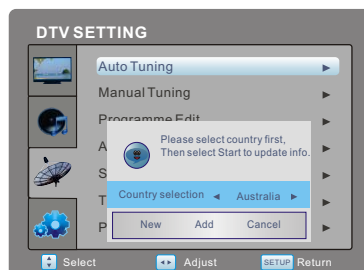 DTV SETTING
Auto Tuning
Manual Tuning
Programme Edit
A
Please select country first,
Then select Start to update info.
S
Country selection Australia
T
New Add Cancel
P
Select Adjust SETUP Return